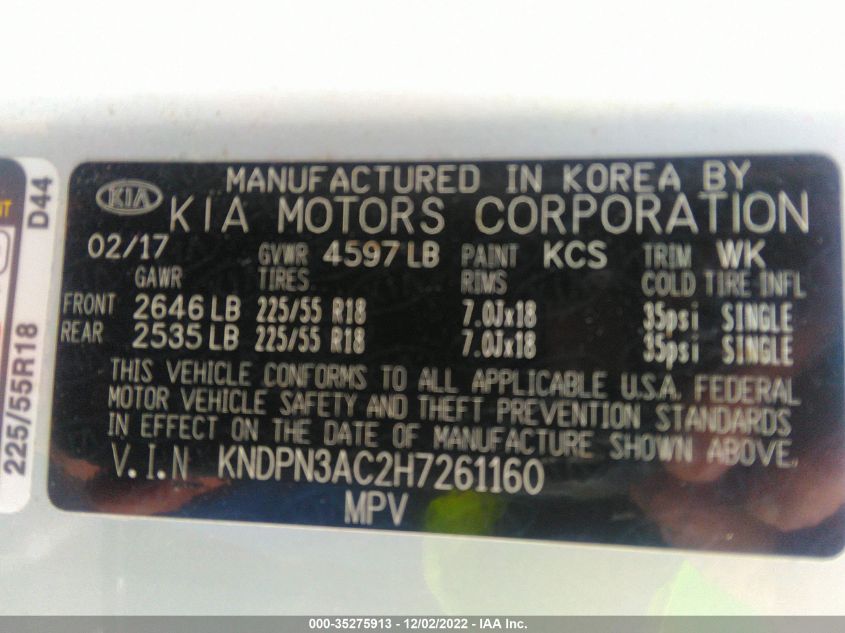 MANUFACTURED IN KOREA BY
KIA KIA MOTORS CORPORATION
02/17 GVWR 4597 LB PAINT KCS TRIM WK
GAWR TIRES RIMS COLD TIRE INFL
FRONT 2646 LB 225/55 R18 7.0Jx18 35psi SINGLE
REAR 2535 LB 225/55 R18 7.0Jx18 35psi SINGLE
THIS VEHICLE CONFORMS TO ALL APPLICABLE U.S.A. FEDERAL
MOTOR VEHICLE SAFETY AND THEFT PREVENTION STANDARDS
IN EFFECT ON THE DATE OF MANUFACTURE SHOWN ABOVE.
V.I.N KNDPN3AC2H7261160
MPV
225/55R18 D44
000-35275913 - 12/02/2022 - IAA Inc.